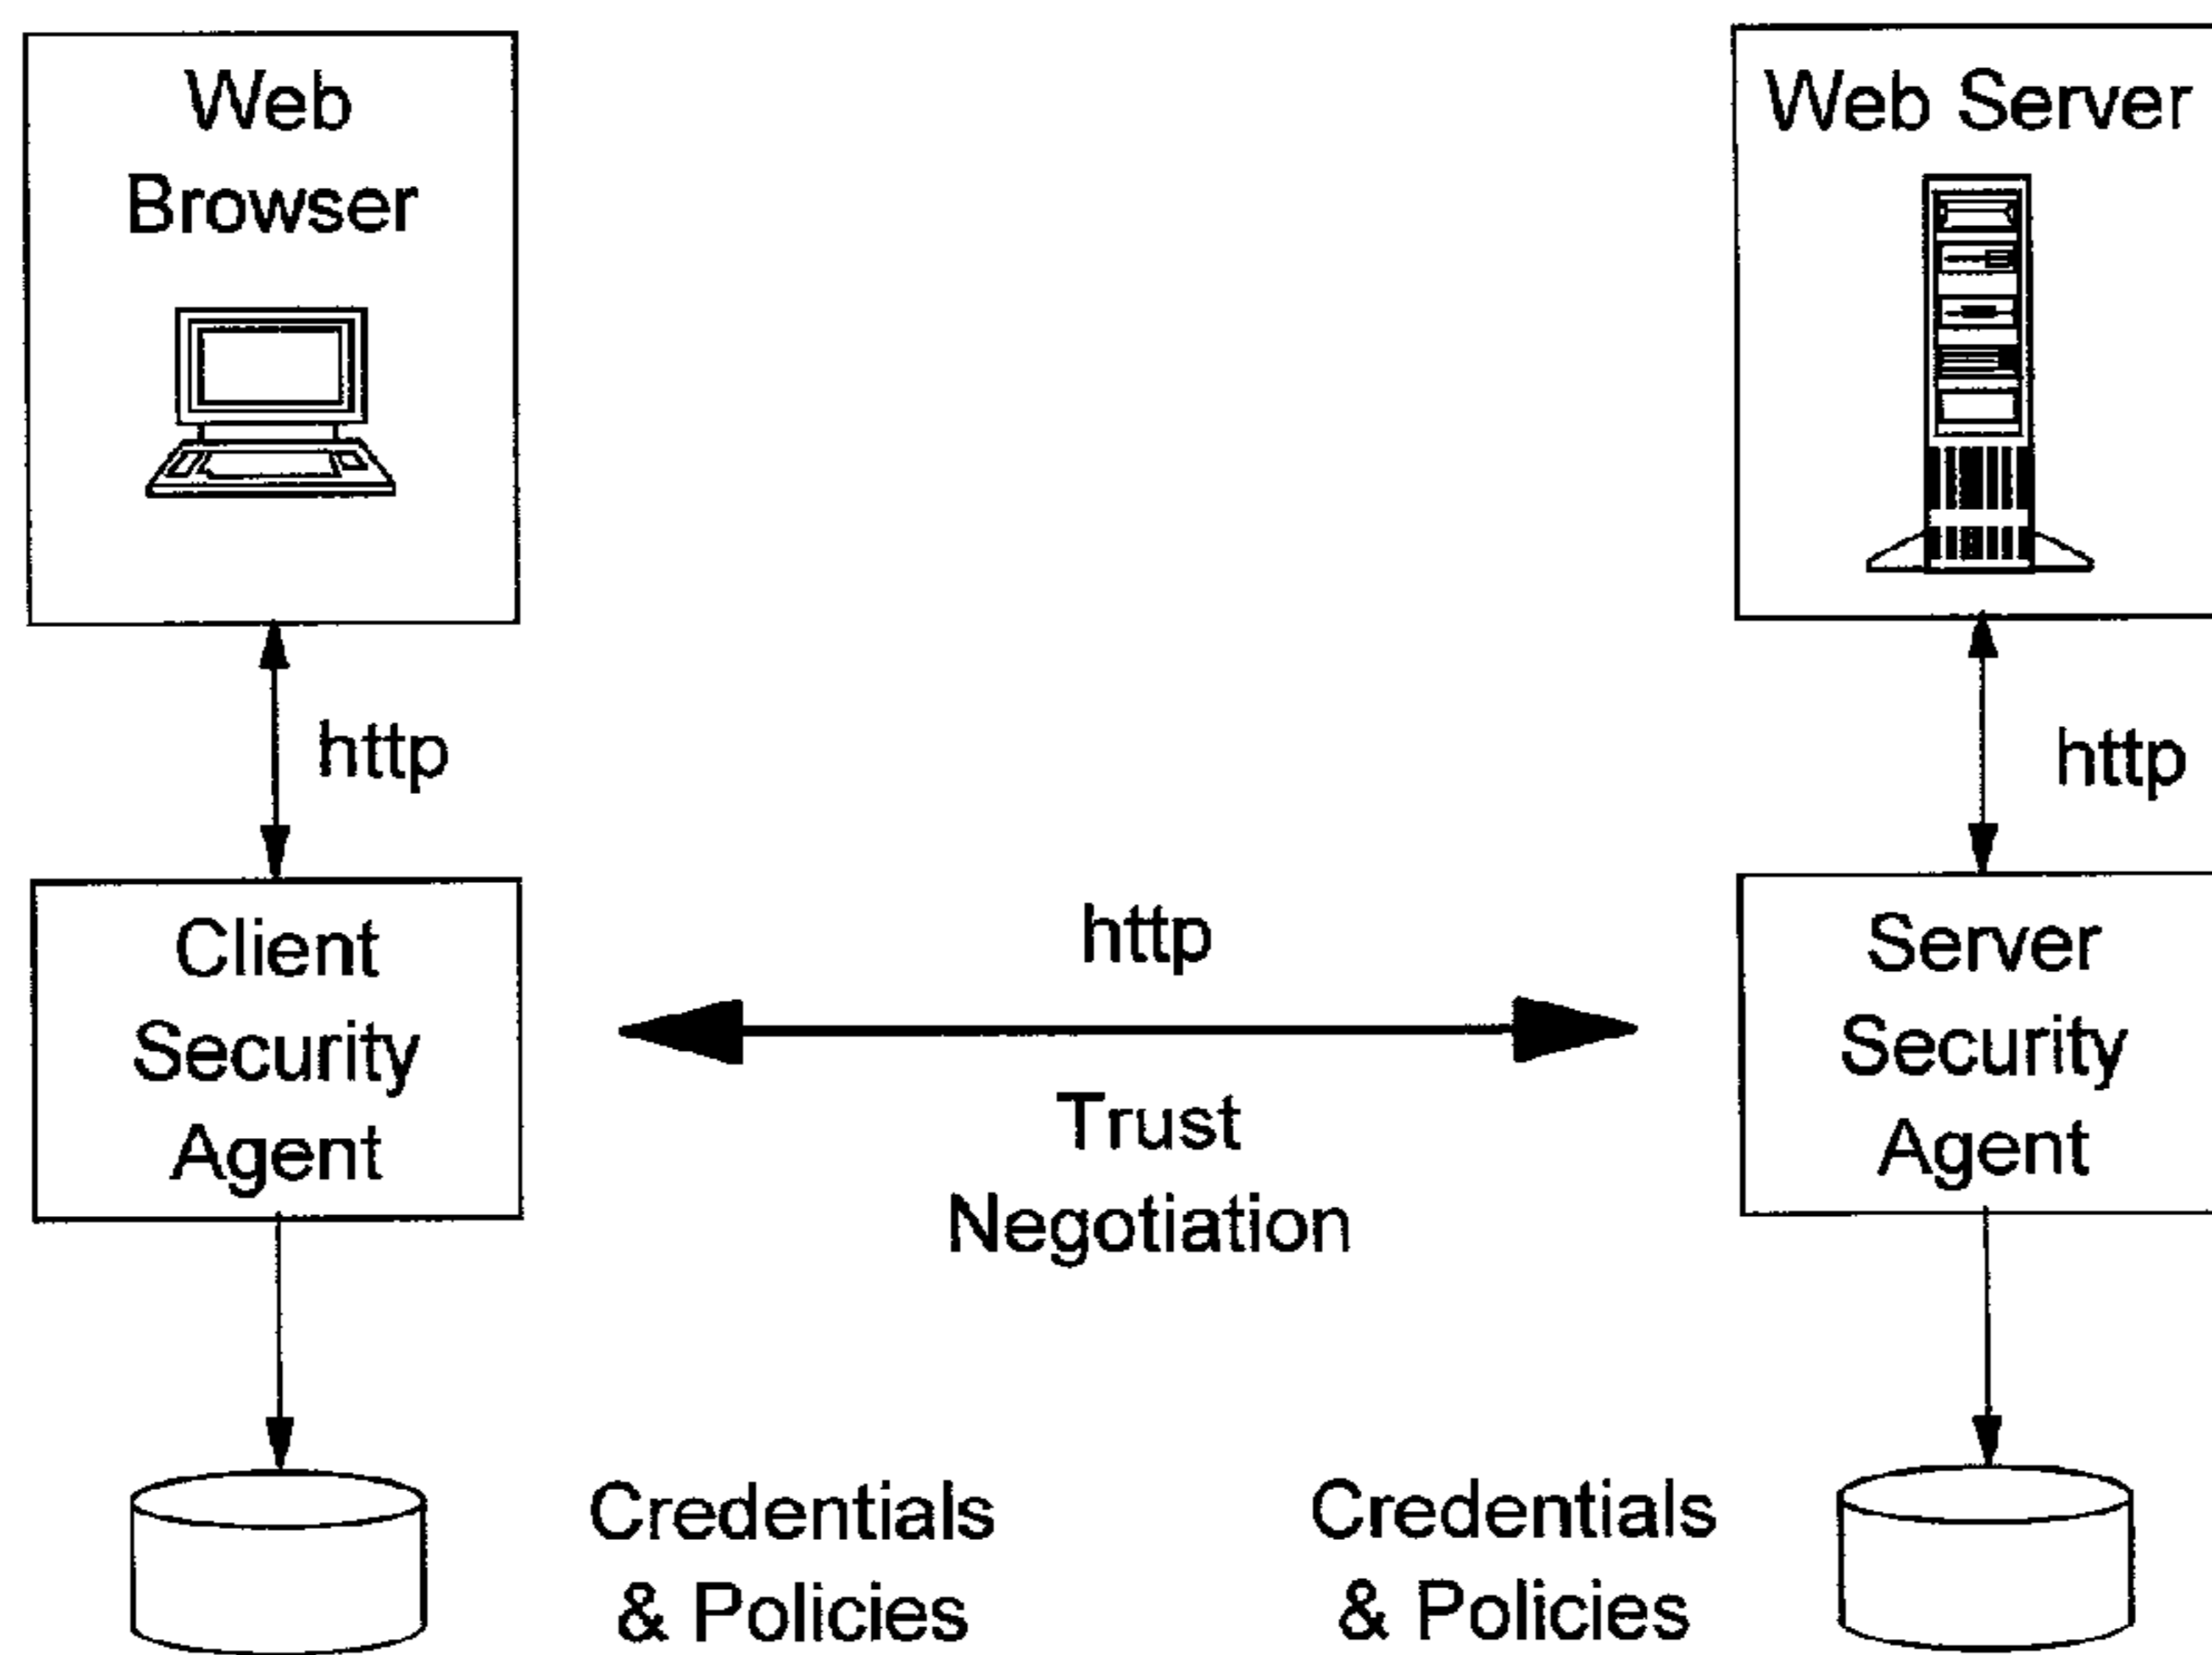 Web
Browser
Web Server
http
http
Client
Security
Agent
http
Trust
Negotiation
Server
Security
Agent
Credentials
& Policies
Credentials
& Policies